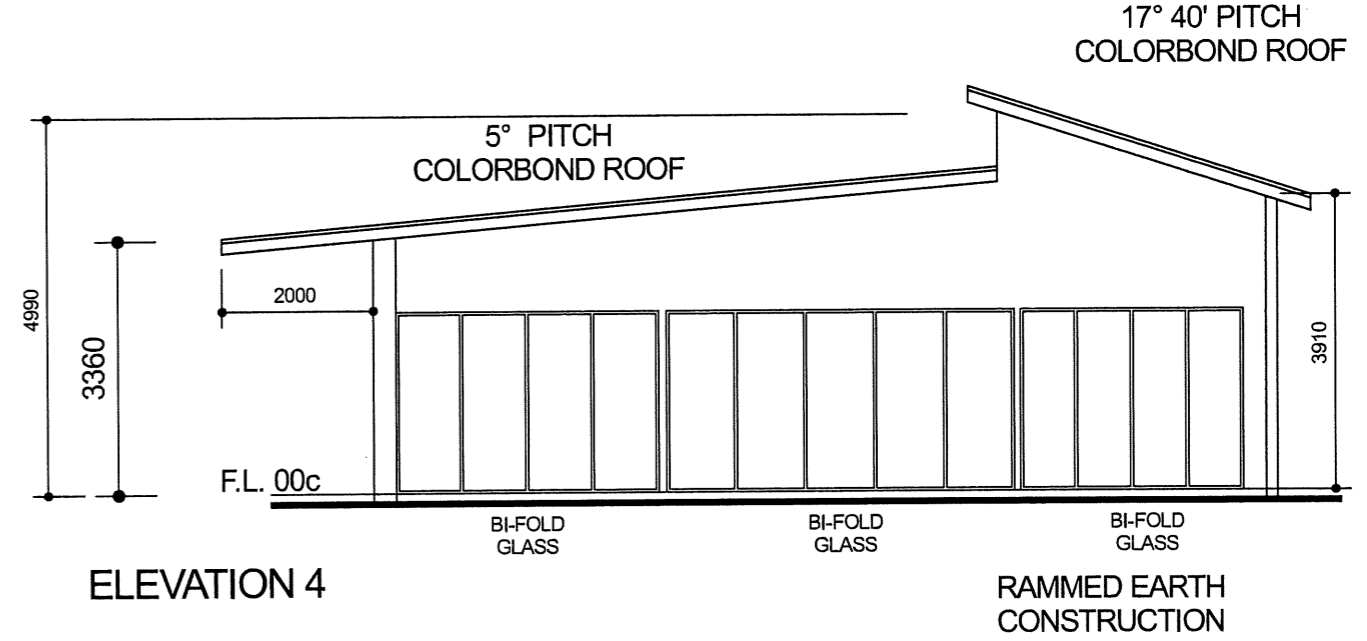 17° 40' PITCH
COLORBOND ROOF
5° PITCH
COLORBOND ROOF
4990
3360
2000
3910
F.L. 00c
BI-FOLD
GLASS
BI-FOLD
GLASS
BI-FOLD
GLASS
ELEVATION 4
RAMMED EARTH
CONSTRUCTION